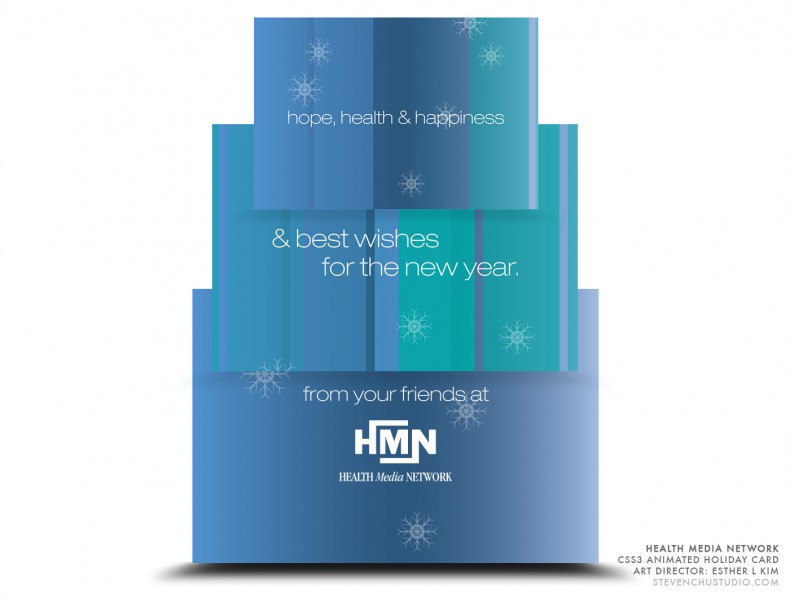 hope, health & happiness
& best wishes
for the new year.
from your friends at
HMN
HEALTH Media NETWORK
HEALTH MEDIA NETWORK
CSS3 ANIMATED HOLIDAY CARD
ART DIRECTOR: ESTHER L KIM
STEVENCHUSTUDIO.COM